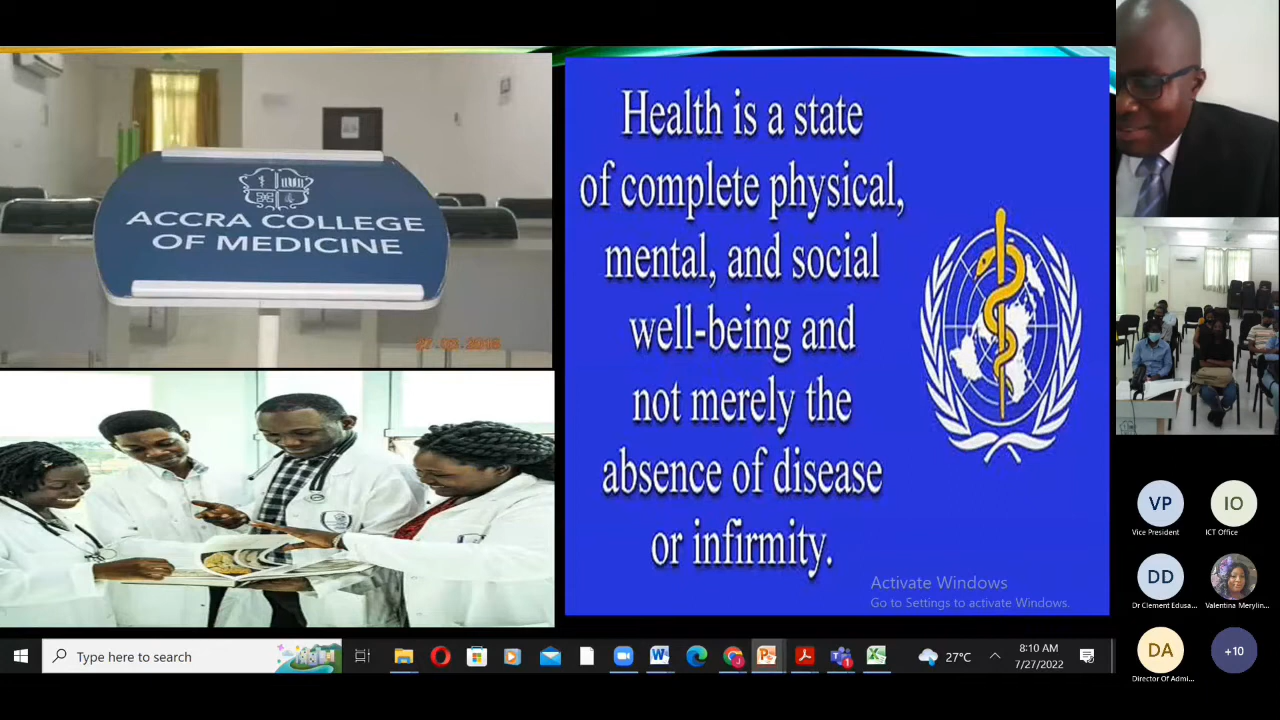 ACCRA COLLEGE
OF MEDICINE
27.03.2018
Health is a state
of complete physical,
mental, and social
well-being and
not merely the
absence of disease
or infirmity.
Activate Windows
Go to Settings to activate Windows.
VP
Vice President
IO
ICT Office
DD
Dr Clement Edusa...
Valentina Merylin...
DA
Director Of Admi...
+10
Type here to search
27°C
8:10 AM
7/27/2022